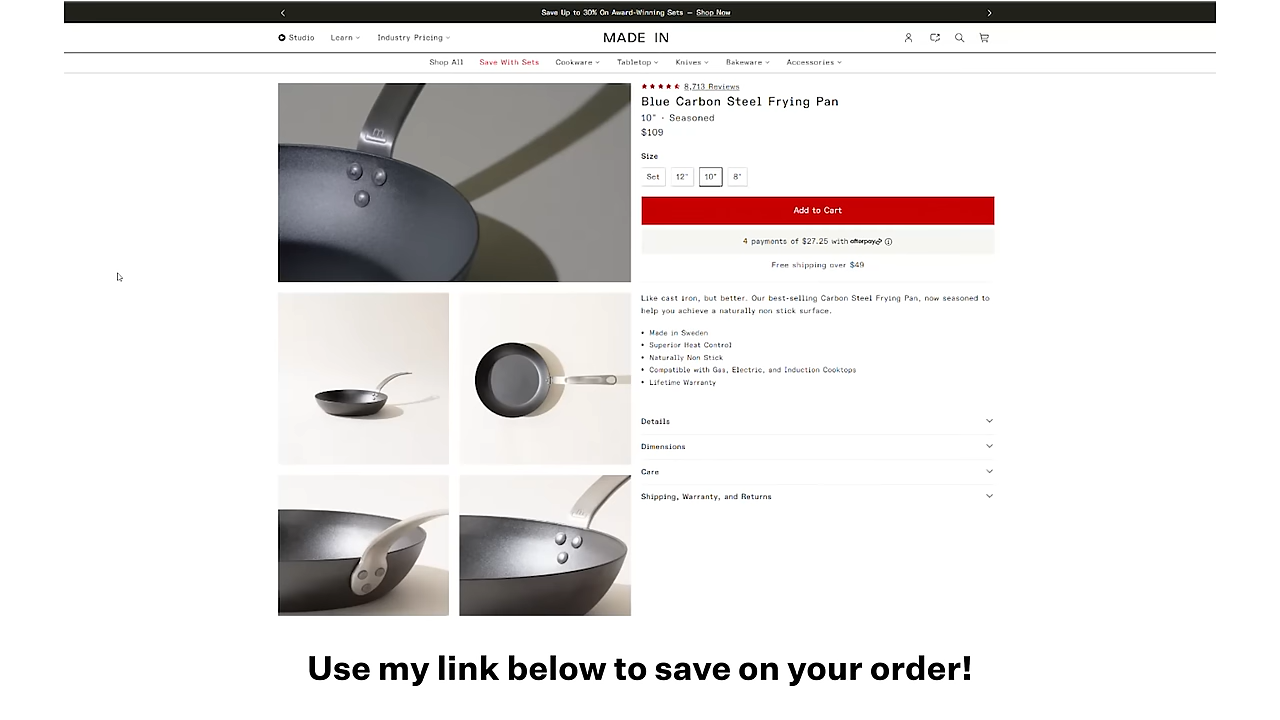 Save Up to 30% On Award-Winning Sets — Shop Now
Studio
Learn
Industry Pricing
MADE IN
Shop All
Save With Sets
Cookware
Tabletop
Knives
Bakeware
Accessories
8,713 Reviews
Blue Carbon Steel Frying Pan
10" · Seasoned
$109
Size
Set
12"
10"
8"
Add to Cart
4 payments of $27.25 with afterpay
Free shipping over $49
Like cast iron, but better. Our best-selling Carbon Steel Frying Pan, now seasoned to
help you achieve a naturally non stick surface.
• Made in Sweden
• Superior Heat Control
• Naturally Non Stick
• Compatible with Gas, Electric, and Induction Cooktops
• Lifetime Warranty
Details
Dimensions
Care
Shipping, Warranty, and Returns
Use my link below to save on your order!